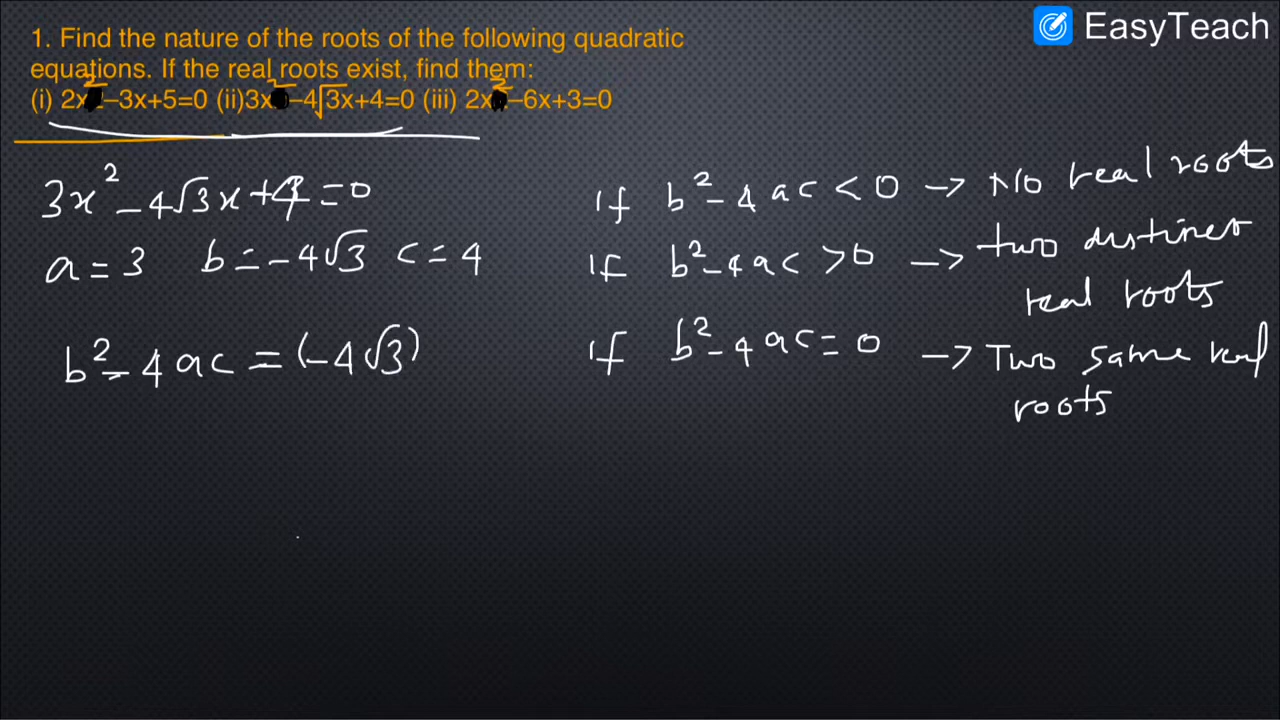 EasyTeach
1. Find the nature of the roots of the following quadratic
equations. If the real roots exist, find them:
(i) 2x²-3x+5=0 (ii)3x²-4√3x+4=0 (iii) 2x²-6x+3=0
3x²-4√3x+4=0
a=3 b=-4√3 c=4
b²-4ac=(-4√3)
If b²-4ac<0 → No real roots
If b²-4ac>0 → two distinct
real roots
If b²-4ac=0 → Two same real
roots